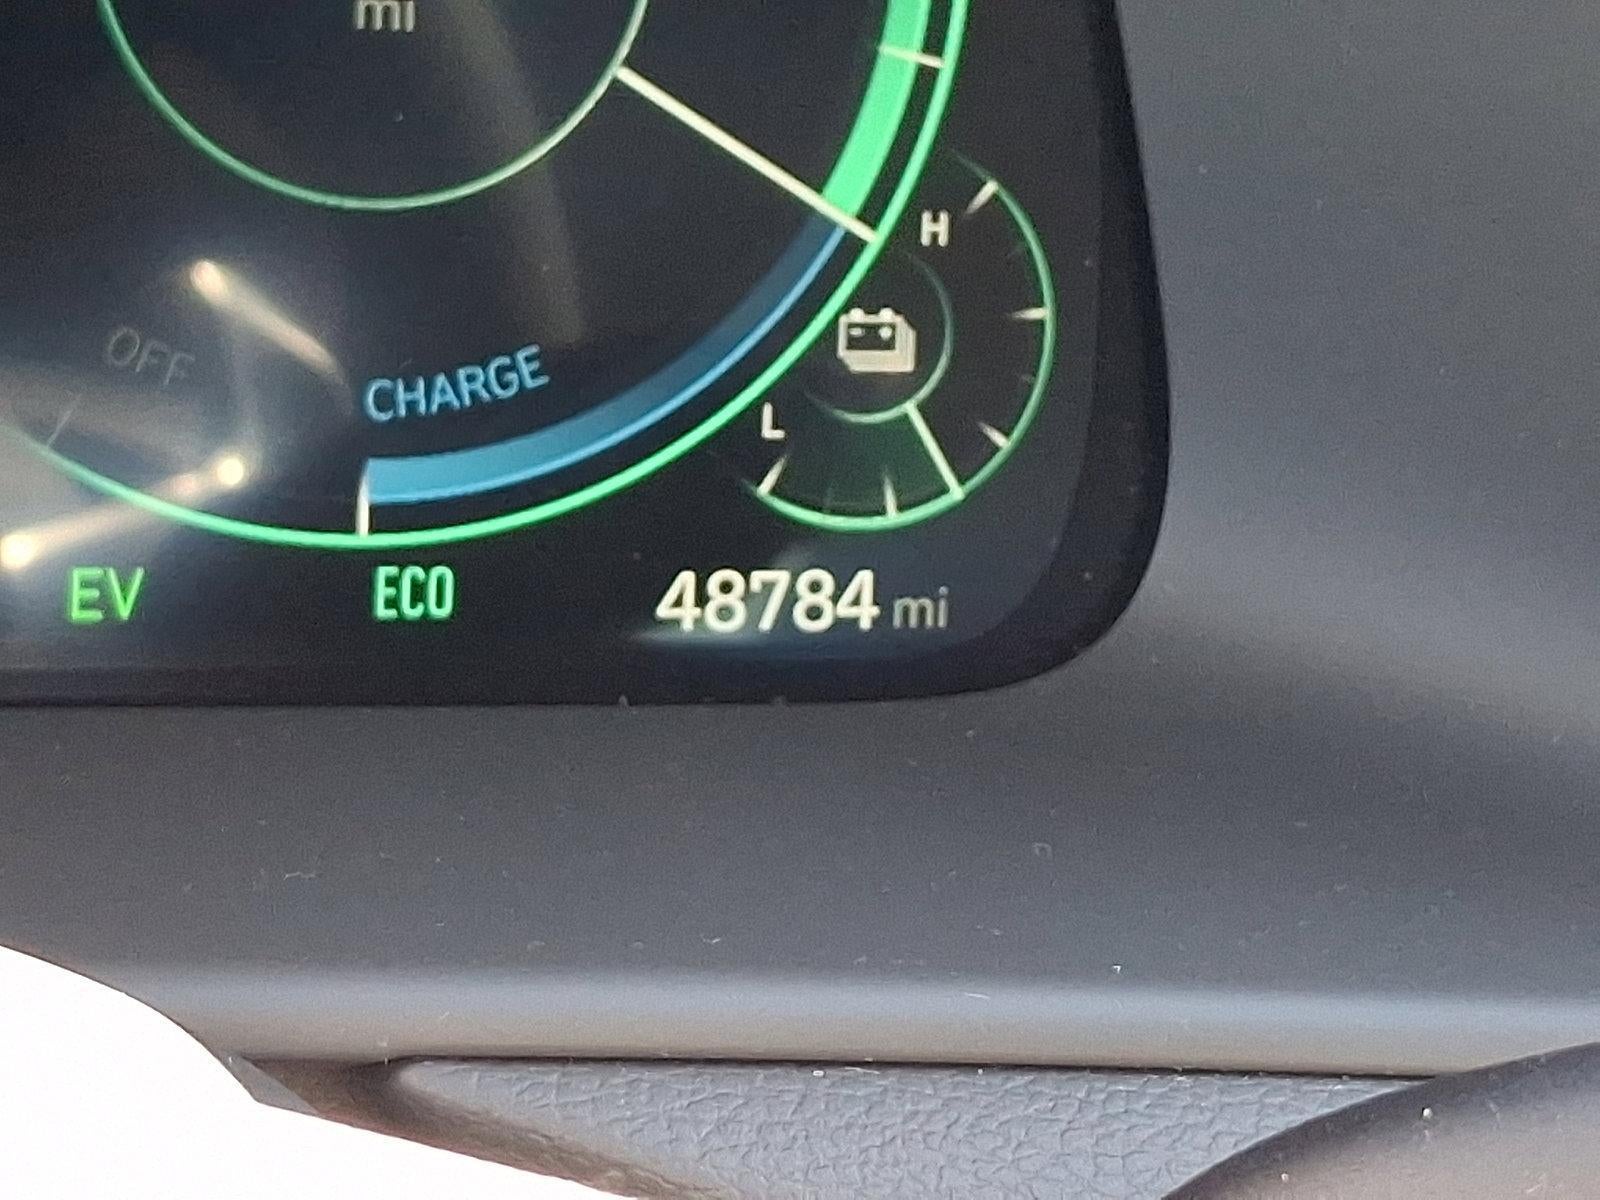 mi
H
OFF
CHARGE
L
EV ECO 48784 mi